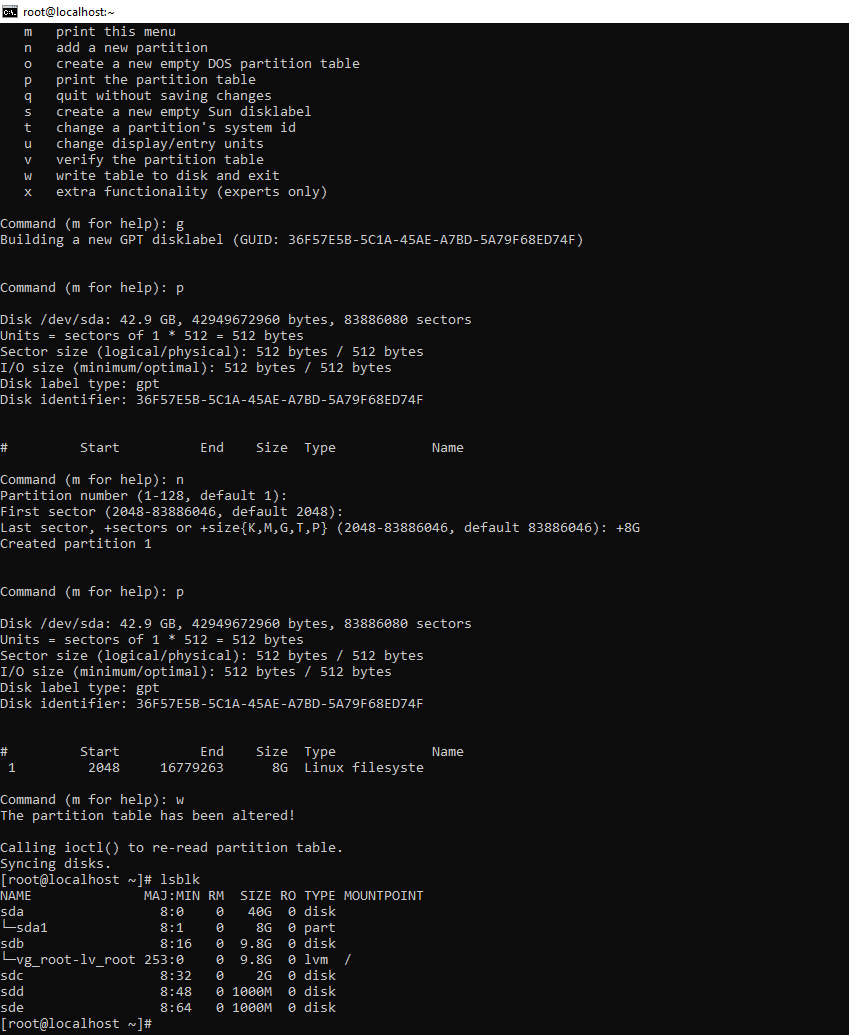 root@localhost:~
m   print this menu
n   add a new partition
o   create a new empty DOS partition table
p   print the partition table
q   quit without saving changes
s   create a new empty Sun disklabel
t   change a partition's system id
u   change display/entry units
v   verify the partition table
w   write table to disk and exit
x   extra functionality (experts only)
Command (m for help): g
Building a new GPT disklabel (GUID: 36F57E5B-5C1A-45AE-A7BD-5A79F68ED74F)
Command (m for help): p
Disk /dev/sda: 42.9 GB, 42949672960 bytes, 83886080 sectors
Units = sectors of 1 * 512 = 512 bytes
Sector size (logical/physical): 512 bytes / 512 bytes
I/O size (minimum/optimal): 512 bytes / 512 bytes
Disk label type: gpt
Disk identifier: 36F57E5B-5C1A-45AE-A7BD-5A79F68ED74F
#         Start          End    Size  Type            Name
Command (m for help): n
Partition number (1-128, default 1):
First sector (2048-83886046, default 2048):
Last sector, +sectors or +size{K,M,G,T,P} (2048-83886046, default 83886046): +8G
Created partition 1
Command (m for help): p
Disk /dev/sda: 42.9 GB, 42949672960 bytes, 83886080 sectors
Units = sectors of 1 * 512 = 512 bytes
Sector size (logical/physical): 512 bytes / 512 bytes
I/O size (minimum/optimal): 512 bytes / 512 bytes
Disk label type: gpt
Disk identifier: 36F57E5B-5C1A-45AE-A7BD-5A79F68ED74F
#         Start          End    Size  Type            Name
 1         2048     16779263      8G  Linux filesyste
Command (m for help): w
The partition table has been altered!
Calling ioctl() to re-read partition table.
Syncing disks.
[root@localhost ~]# lsblk
NAME              MAJ:MIN RM   SIZE RO TYPE MOUNTPOINT
sda                 8:0    0    40G  0 disk
└─sda1              8:1    0     8G  0 part
sdb                 8:16   0   9.8G  0 disk
└─vg_root-lv_root 253:0    0   9.8G  0 lvm  /
sdc                 8:32   0     2G  0 disk
sdd                 8:48   0  1000M  0 disk
sde                 8:64   0  1000M  0 disk
[root@localhost ~]#